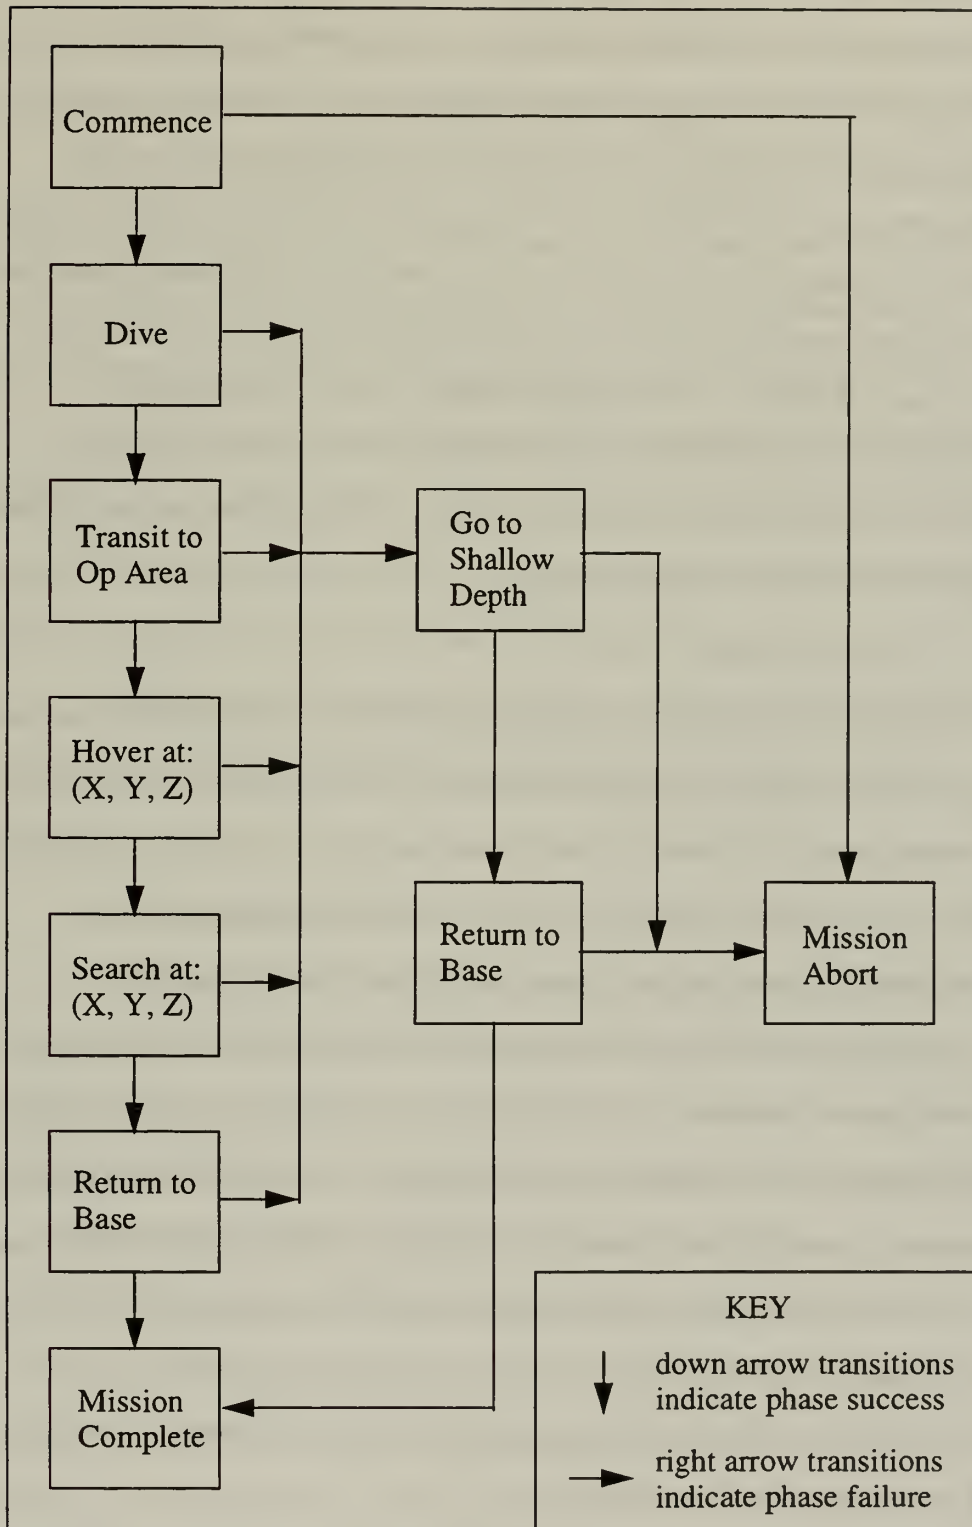 Commence
Dive
Transit to
Op Area
Go to
Shallow
Depth
Hover at:
(X, Y, Z)
Search at:
(X, Y, Z)
Return to
Base
Mission
Abort
Return to
Base
Mission
Complete
KEY
down arrow transitions
indicate phase success
right arrow transitions
indicate phase failure